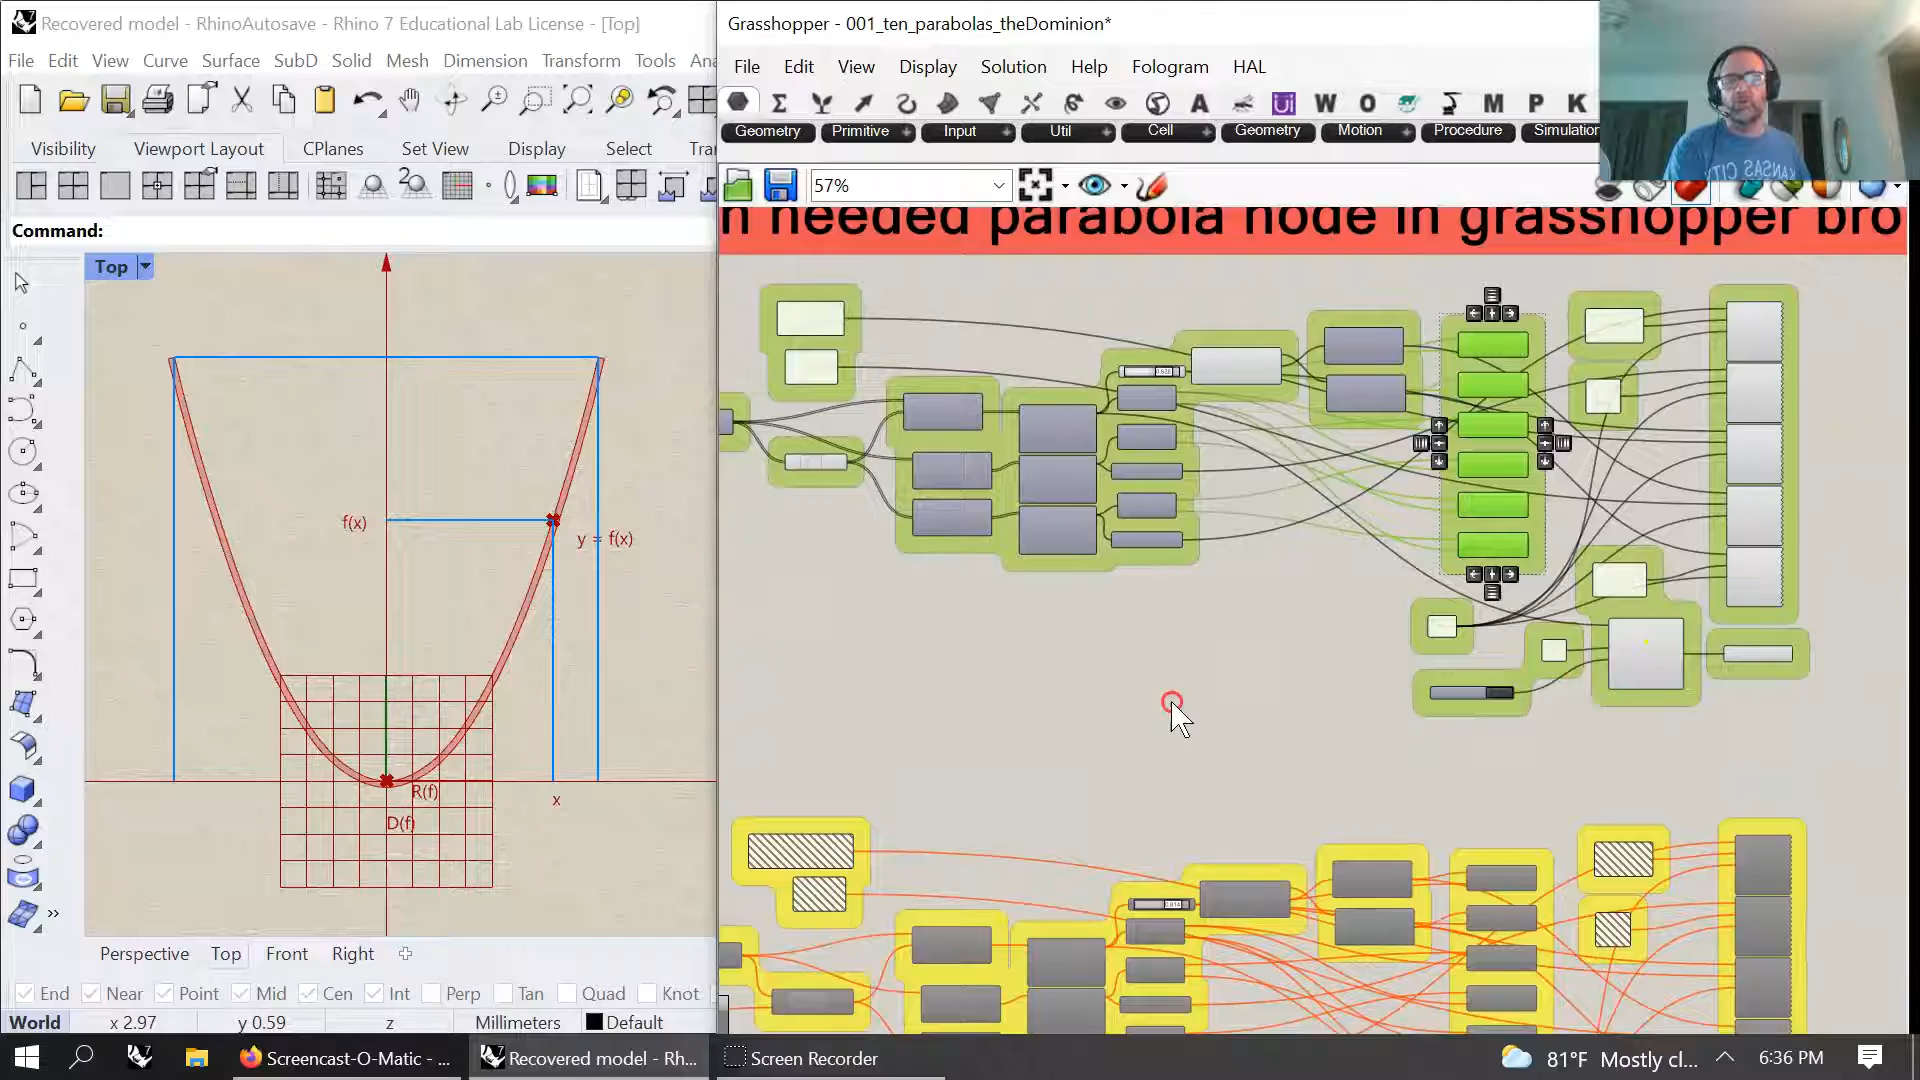 Recovered model - RhinoAutosave - Rhino 7 Educational Lab License - [Top]
File Edit View Curve Surface SubD Solid Mesh Dimension Transform Tools
Visibility Viewport Layout CPlanes Set View Display Select
Command:
Top
f(x)
y = f(x)
R(f)
x
D(f)
Perspective Top Front Right
End Near Point Mid Cen Int Perp Tan Quad Knot
World x 2.97 y 0.59 z Millimeters Default
Grasshopper - 001_ten_parabolas_theDominion*
File Edit View Display Solution Help Fologram HAL
A Ui W O M P K
Geometry Primitive Input Util Cell Geometry Motion Procedure Simulation
57%
n needed parabola node in grasshopper bro
KANSAS CITY
Screencast-O-Matic - ... Recovered model - Rh... Screen Recorder 81°F Mostly cl... 6:36 PM